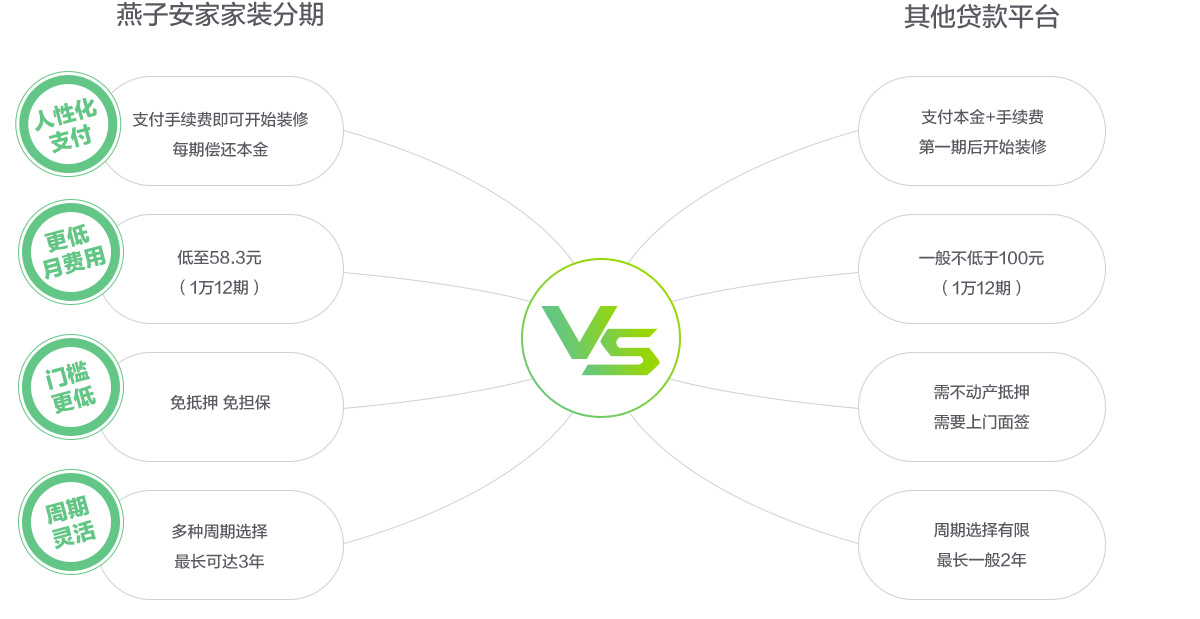 燕子安家家装分期
其他贷款平台
人性化
支付
支付手续费即可开始装修
每期偿还本金
支付本金+手续费
第一期后开始装修
更低
月费用
低至58.3元
（1万12期）
一般不低于100元
（1万12期）
VS
门槛
更低
免抵押 免担保
需不动产抵押
需要上门面签
周期
灵活
多种周期选择
最长可达3年
周期选择有限
最长一般2年